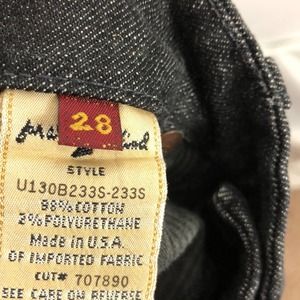 28
STYLE
U130B233S-233S
98% COTTON
2% POLYURETHANE
Made in U.S.A.
OF IMPORTED FABRIC
CUT# 707890
SEE CARE ON REVERSE